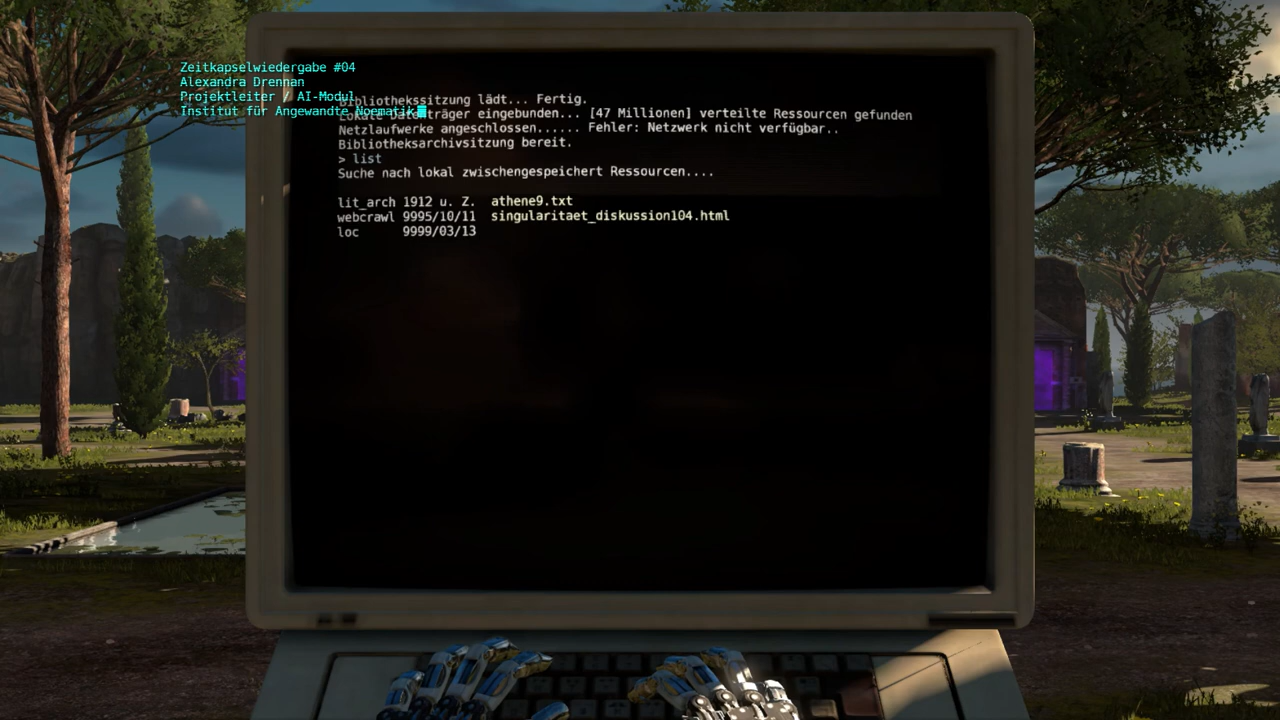 Zeitkapselwiedergabe #04
Alexandra Drennan
Projektleiter / AI-Modul
Institut für Angewandte Noematik
Bibliothekssitzung lädt... Fertig.
träger eingebunden... [47 Millionen] verteilte Ressourcen gefunden
Netzlaufwerke angeschlossen...... Fehler: Netzwerk nicht verfügbar..
Bibliotheksarchivsitzung bereit.
> list
Suche nach lokal zwischengespeichert Ressourcen....
lit_arch 1912 u. Z. athene9.txt
webcrawl 9995/10/11 singularitaet_diskussion104.html
loc 9999/03/13